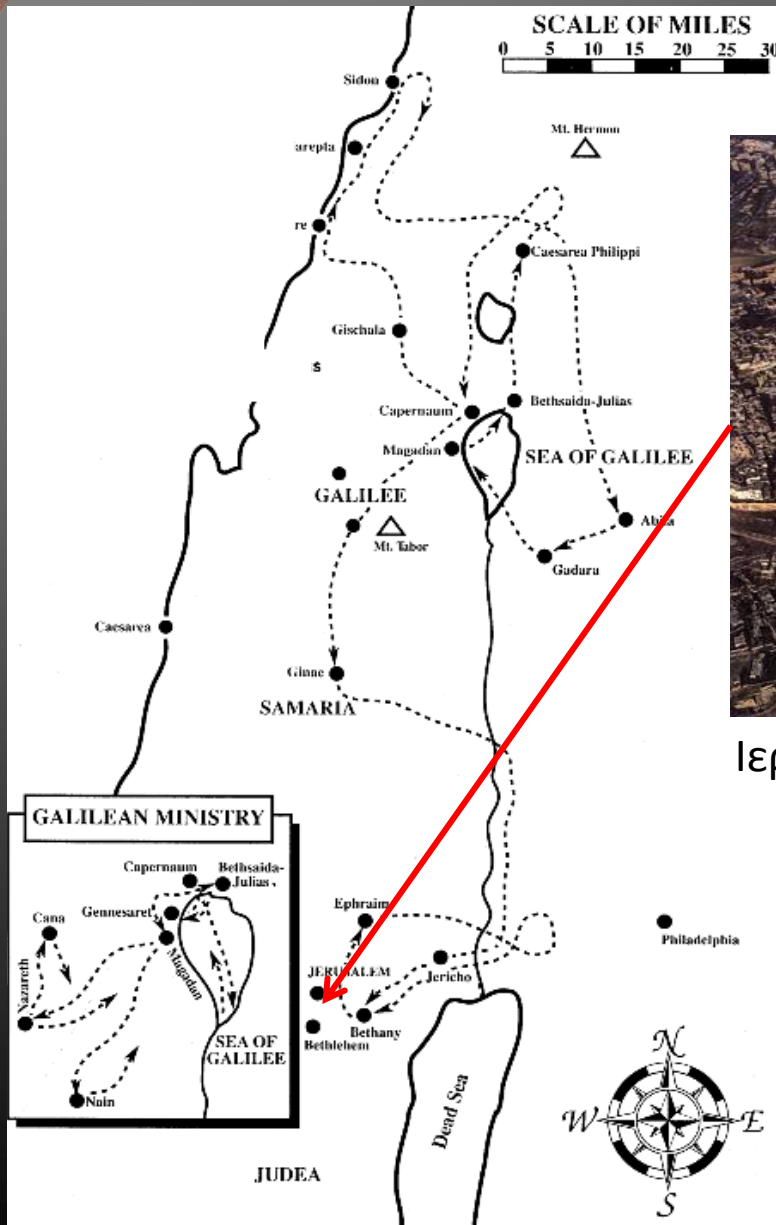 SCALE OF MILES
0 5 10 15 20 25 30
Sidon
Mt. Hermon
arepta
re
Caesarea Philippi
Gischala
s
Capernaum
Bethsaida-Julias
Magadan
SEA OF GALILEE
GALILEE
Mt. Tabor
Abila
Gadara
Caesarea
Ginae
SAMARIA
Ιερ
GALILEAN MINISTRY
Capernaum
Bethsaida-
Julias
Gennesaret
Cana
Magadan
Nazareth
SEA OF
GALILEE
Nain
Ephraim
Philadelphia
JERUSALEM
Jericho
Bethany
Bethlehem
Dead Sea
JUDEA
N
W
E
S